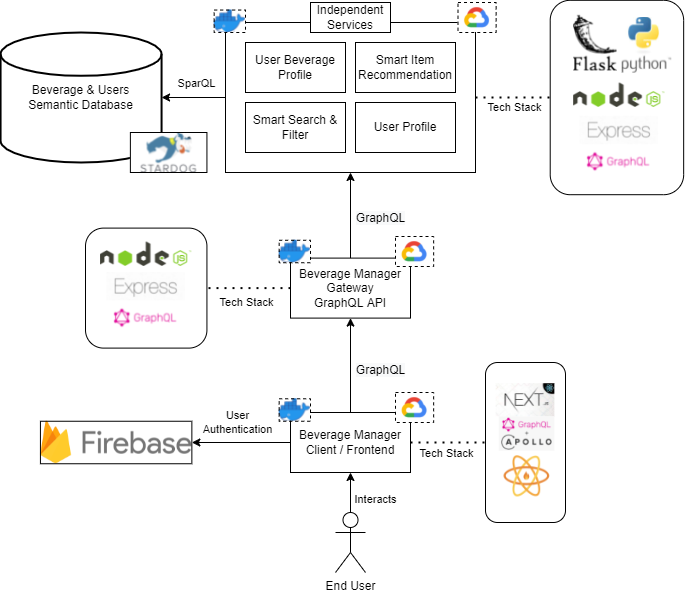 Independent
Services
User Beverage
Profile
Smart Item
Recommendation
Smart Search &
Filter
User Profile
SparQL
Beverage & Users
Semantic Database
STARDOG
Tech Stack
Flask
python
node
JS
Express
GraphQL
GraphQL
node
JS
Express
GraphQL
Tech Stack
Beverage Manager
Gateway
GraphQL API
GraphQL
User
Authentication
Firebase
Beverage Manager
Client / Frontend
Tech Stack
NEXT
.JS
GraphQL
+
APOLLO
Interacts
End User